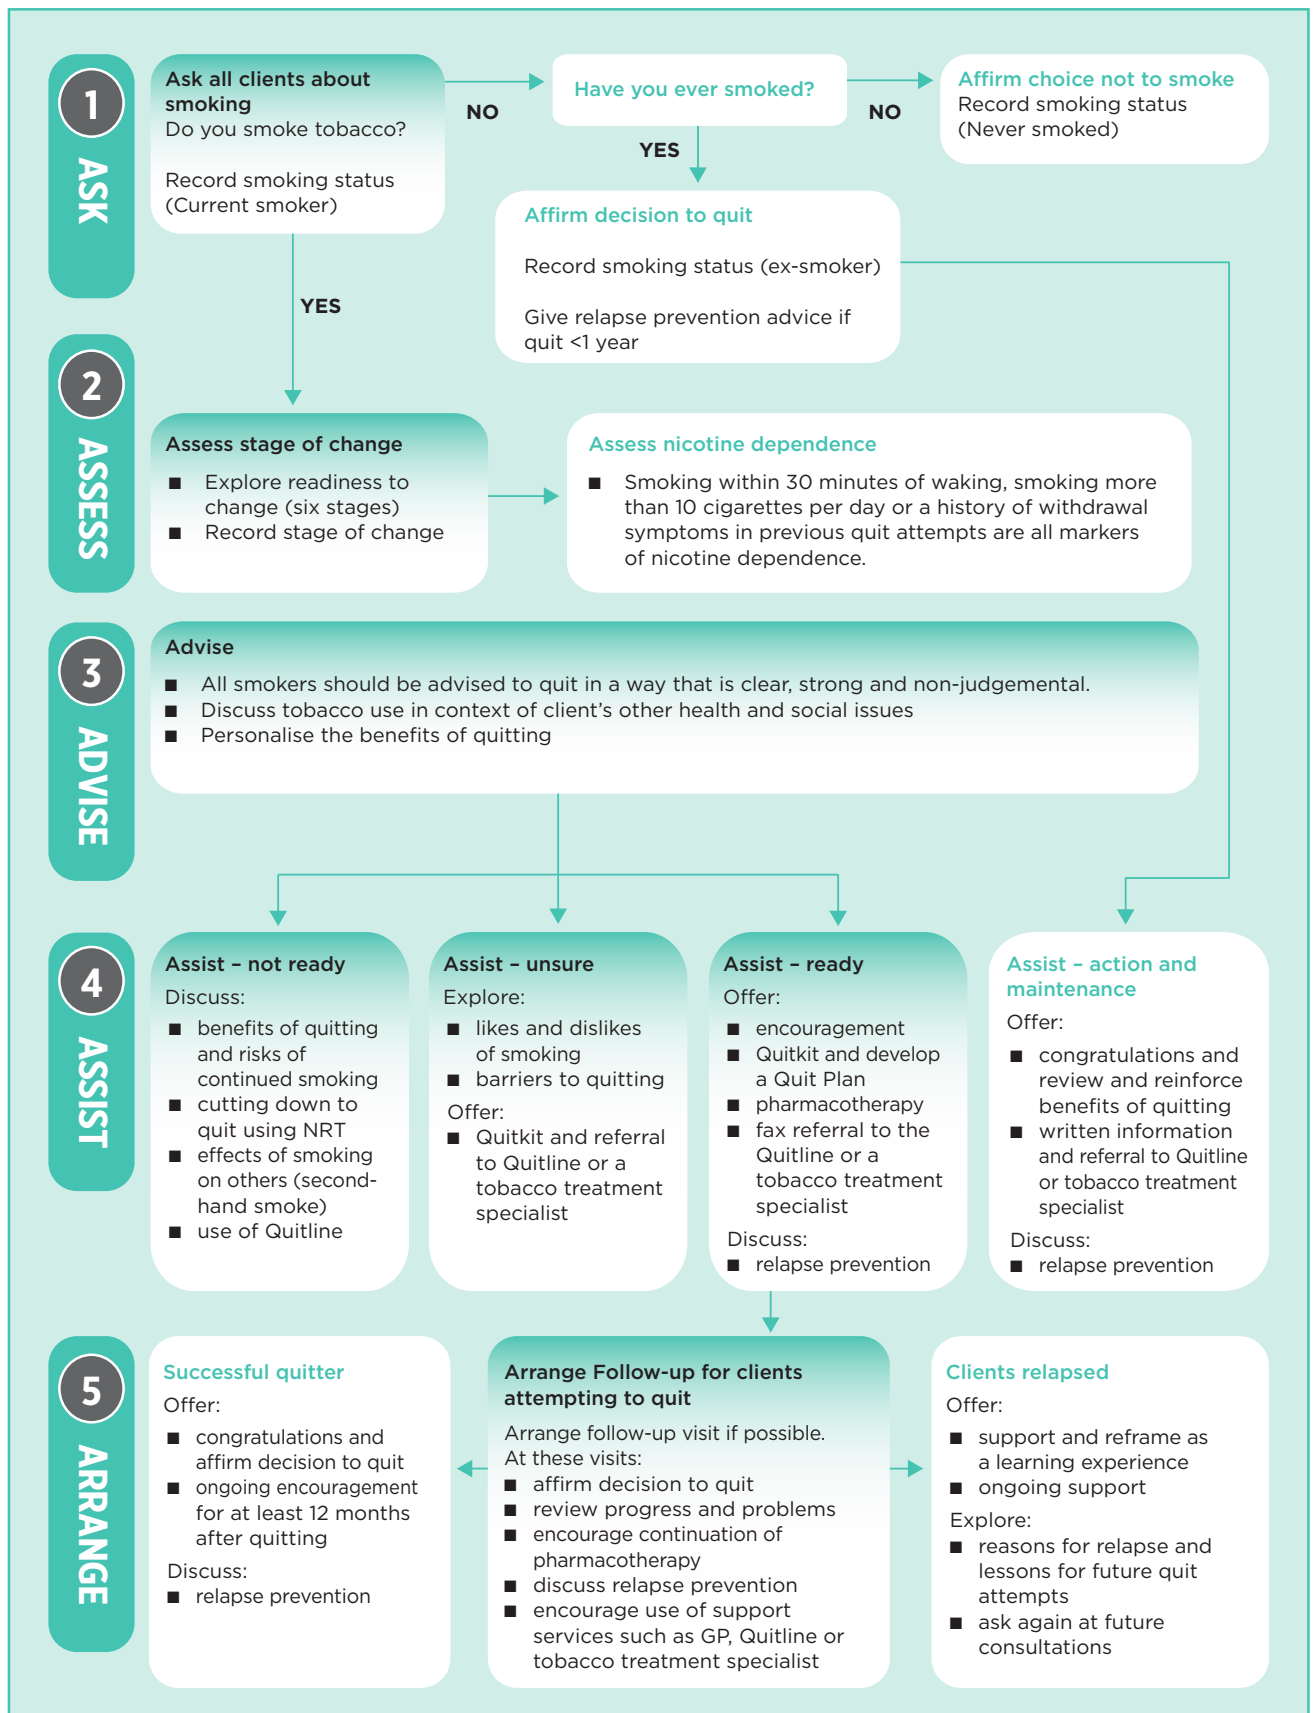 1
ASK
Ask all clients about
smoking
Do you smoke tobacco?
Record smoking status
(Current smoker)
NO
Have you ever smoked?
NO
Affirm choice not to smoke
Record smoking status
(Never smoked)
YES
Affirm decision to quit
Record smoking status (ex-smoker)
Give relapse prevention advice if
quit <1 year
YES
2
ASSESS
Assess stage of change
■ Explore readiness to
change (six stages)
■ Record stage of change
Assess nicotine dependence
■ Smoking within 30 minutes of waking, smoking more
than 10 cigarettes per day or a history of withdrawal
symptoms in previous quit attempts are all markers
of nicotine dependence.
3
ADVISE
Advise
■ All smokers should be advised to quit in a way that is clear, strong and non-judgemental.
■ Discuss tobacco use in context of client's other health and social issues
■ Personalise the benefits of quitting
4
ASSIST
Assist – not ready
Discuss:
■ benefits of quitting
and risks of
continued smoking
■ cutting down to
quit using NRT
■ effects of smoking
on others (second-
hand smoke)
■ use of Quitline
Assist – unsure
Explore:
■ likes and dislikes
of smoking
■ barriers to quitting
Offer:
■ Quitkit and referral
to Quitline or a
tobacco treatment
specialist
Assist – ready
Offer:
■ encouragement
■ Quitkit and develop
a Quit Plan
■ pharmacotherapy
■ fax referral to the
Quitline or a
tobacco treatment
specialist
Discuss:
■ relapse prevention
Assist – action and
maintenance
Offer:
■ congratulations and
review and reinforce
benefits of quitting
■ written information
and referral to Quitline
or tobacco treatment
specialist
Discuss:
■ relapse prevention
5
ARRANGE
Successful quitter
Offer:
■ congratulations and
affirm decision to quit
■ ongoing encouragement
for at least 12 months
after quitting
Discuss:
■ relapse prevention
Arrange Follow-up for clients
attempting to quit
Arrange follow-up visit if possible.
At these visits:
■ affirm decision to quit
■ review progress and problems
■ encourage continuation of
pharmacotherapy
■ discuss relapse prevention
■ encourage use of support
services such as GP, Quitline or
tobacco treatment specialist
Clients relapsed
Offer:
■ support and reframe as
a learning experience
■ ongoing support
Explore:
■ reasons for relapse and
lessons for future quit
attempts
■ ask again at future
consultations